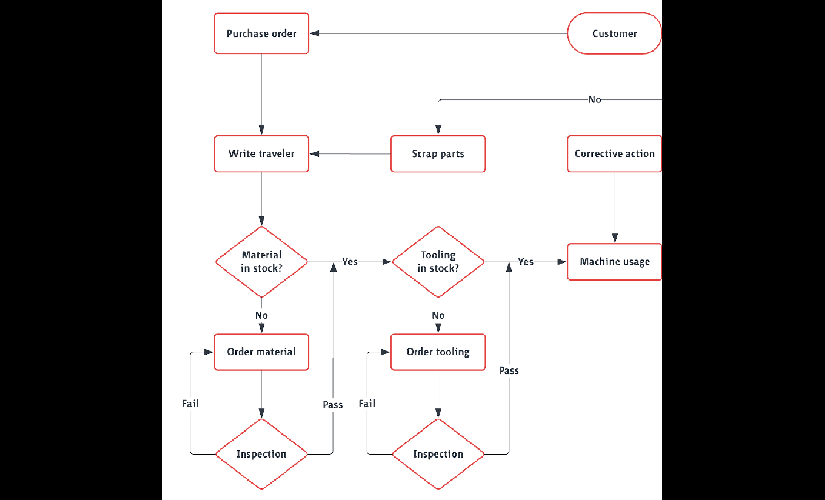 Purchase order
Customer
No
Write traveler
Scrap parts
Corrective action
Material
in stock?
Yes
Tooling
in stock?
Yes
Machine usage
No
No
Order material
Order tooling
Pass
Fail
Pass
Fail
Inspection
Inspection